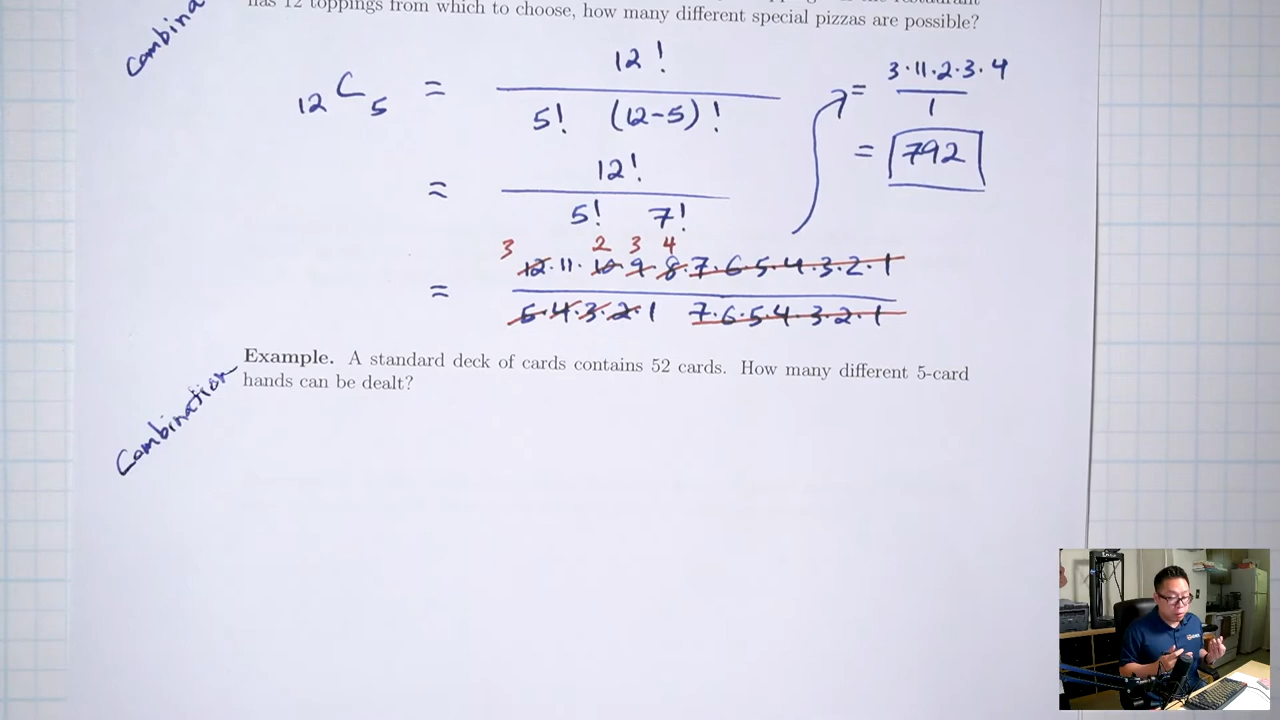 has 12 toppings from which to choose, how many different special pizzas are possible?
Combina
12 C 5 = 12! / 5! (12-5)!
= 12! / 5! 7!
3 2 3 4
= 12·11·10·9·8·7·6·5·4·3·2·1 / 5·4·3·2·1 7·6·5·4·3·2·1
= 3·11·2·3·4 / 1
= 792
Combination
Example. A standard deck of cards contains 52 cards. How many different 5-card
hands can be dealt?